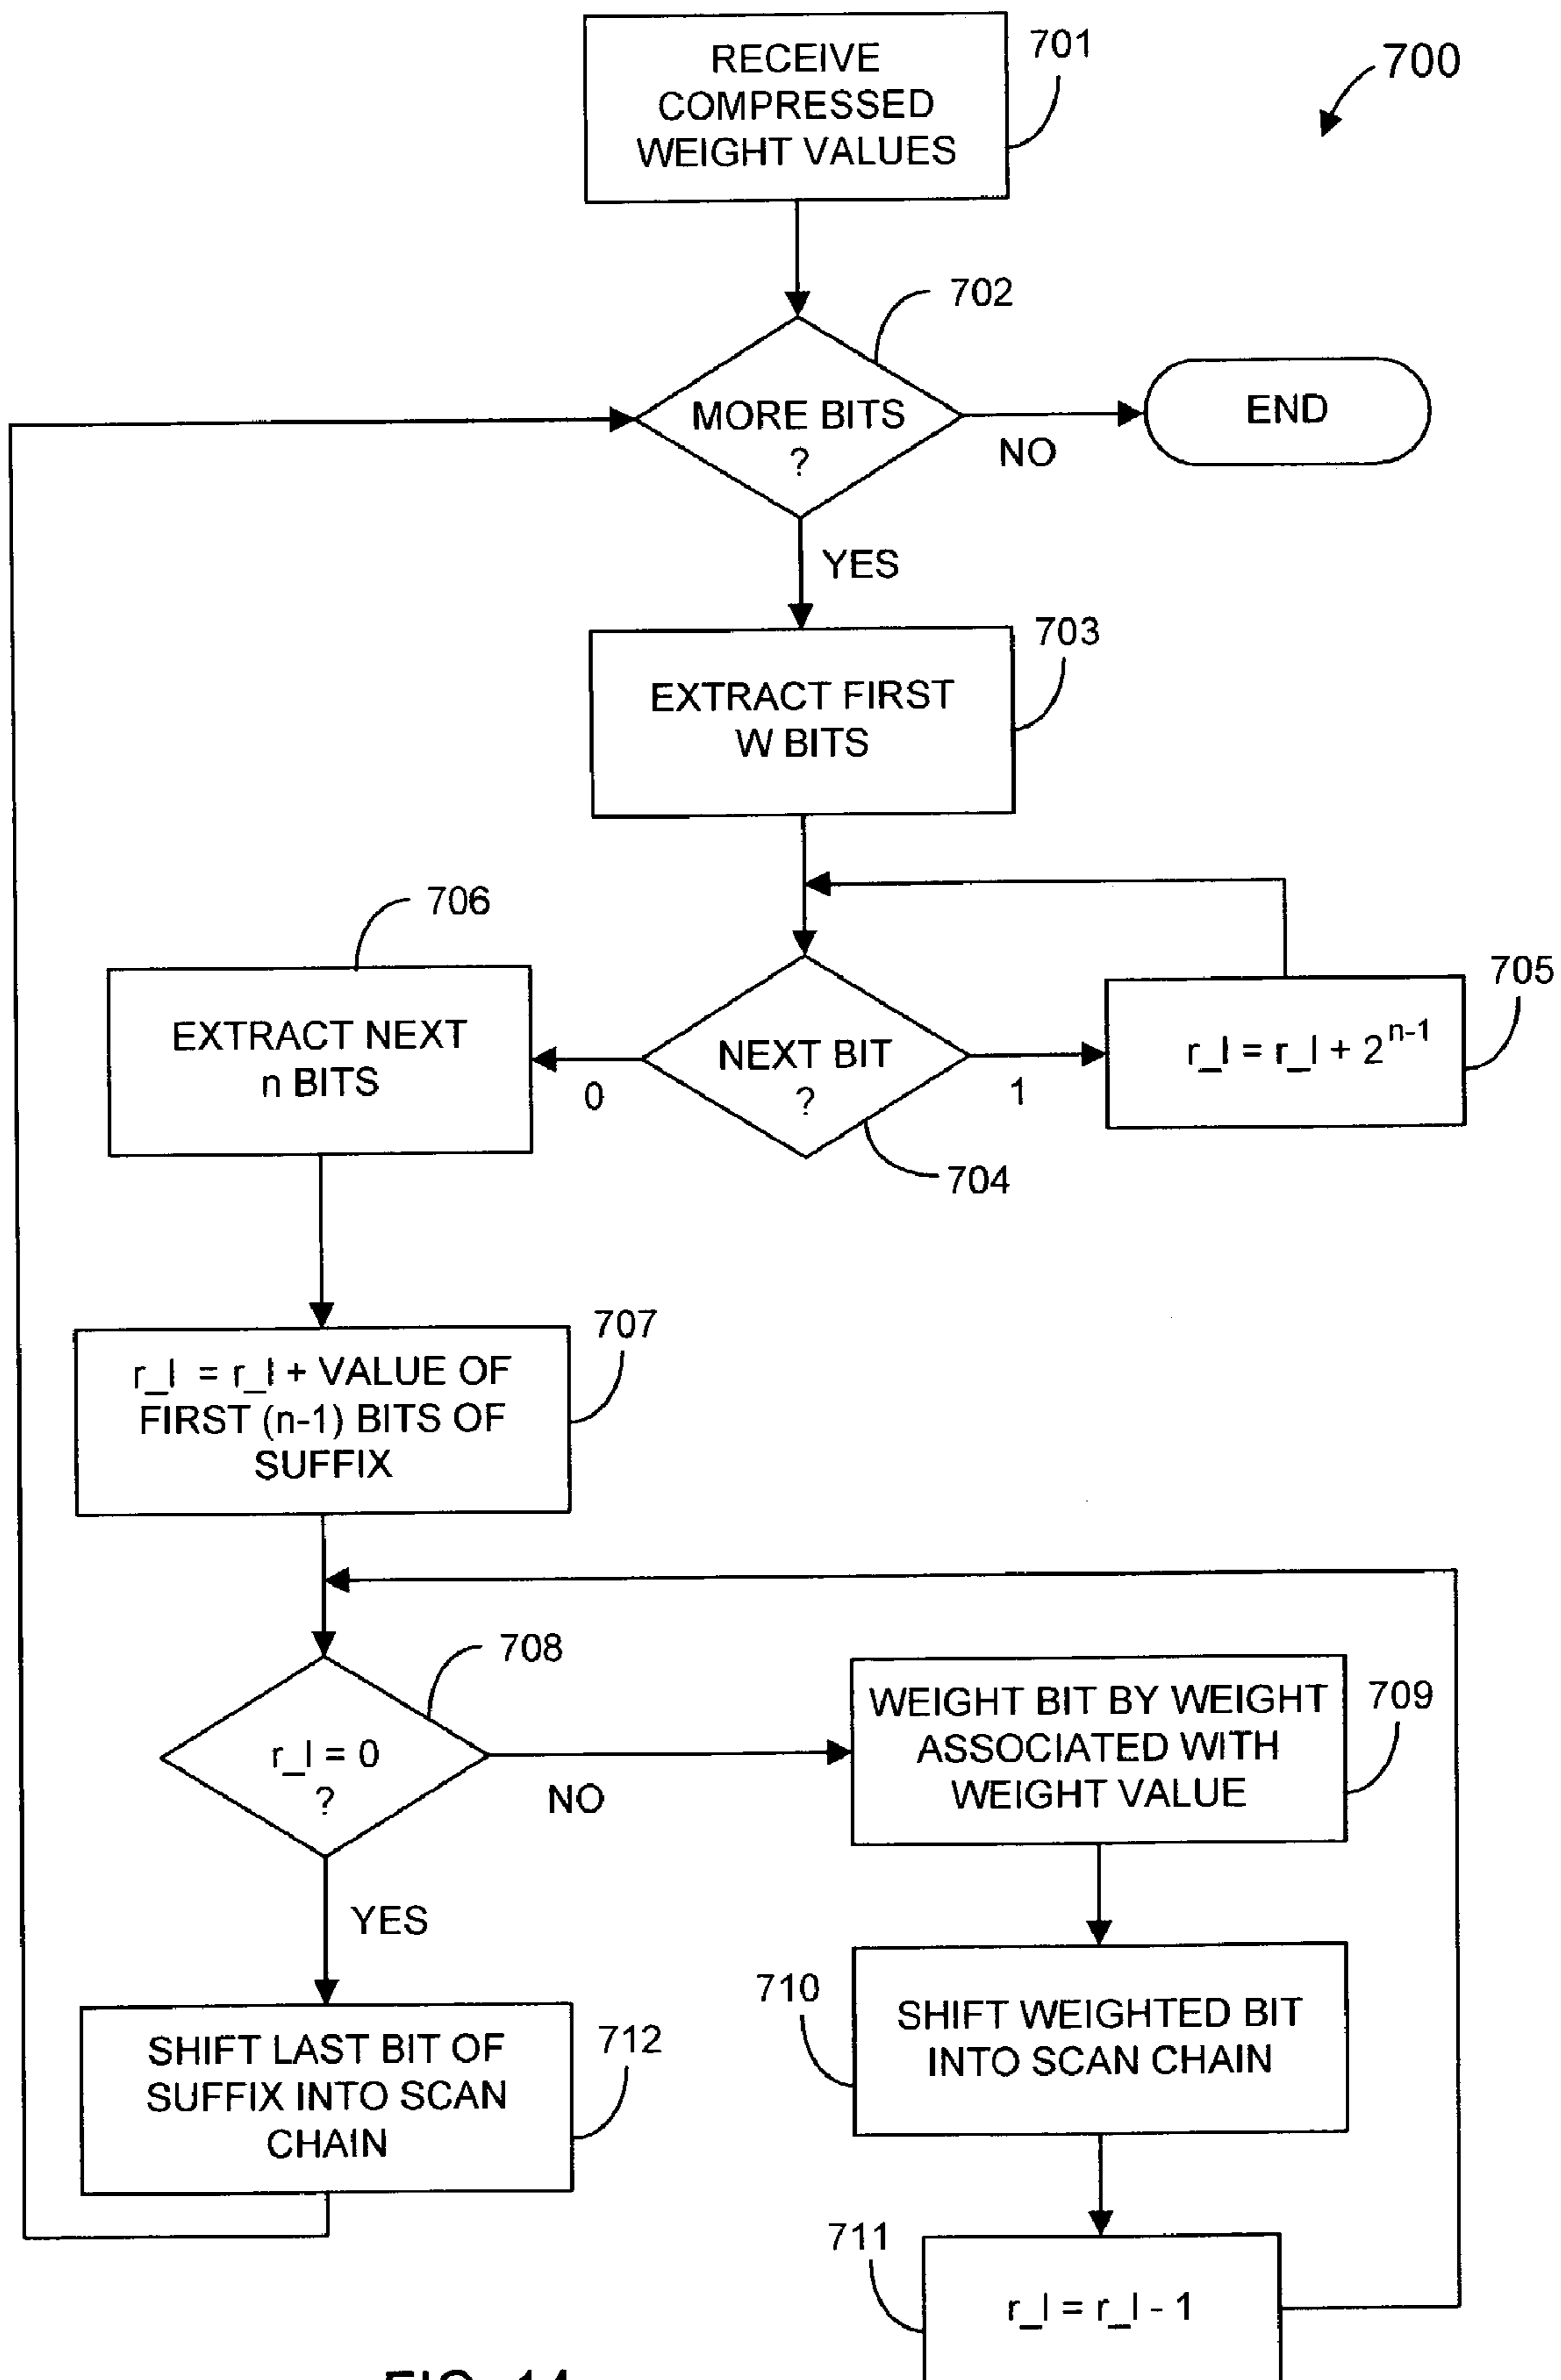 RECEIVE
COMPRESSED
WEIGHT VALUES
701
700
702
MORE BITS
?
NO
END
YES
703
EXTRACT FIRST
W BITS
706
EXTRACT NEXT
n BITS
0
NEXT BIT
?
1
704
705
r_l = r_l + 2^{n-1}
707
r_l = r_l + VALUE OF
FIRST (n-1) BITS OF
SUFFIX
708
r_l = 0
?
NO
YES
WEIGHT BIT BY WEIGHT
ASSOCIATED WITH
WEIGHT VALUE
709
710
SHIFT WEIGHTED BIT
INTO SCAN CHAIN
SHIFT LAST BIT OF
SUFFIX INTO SCAN
CHAIN
712
711
r_l = r_l - 1